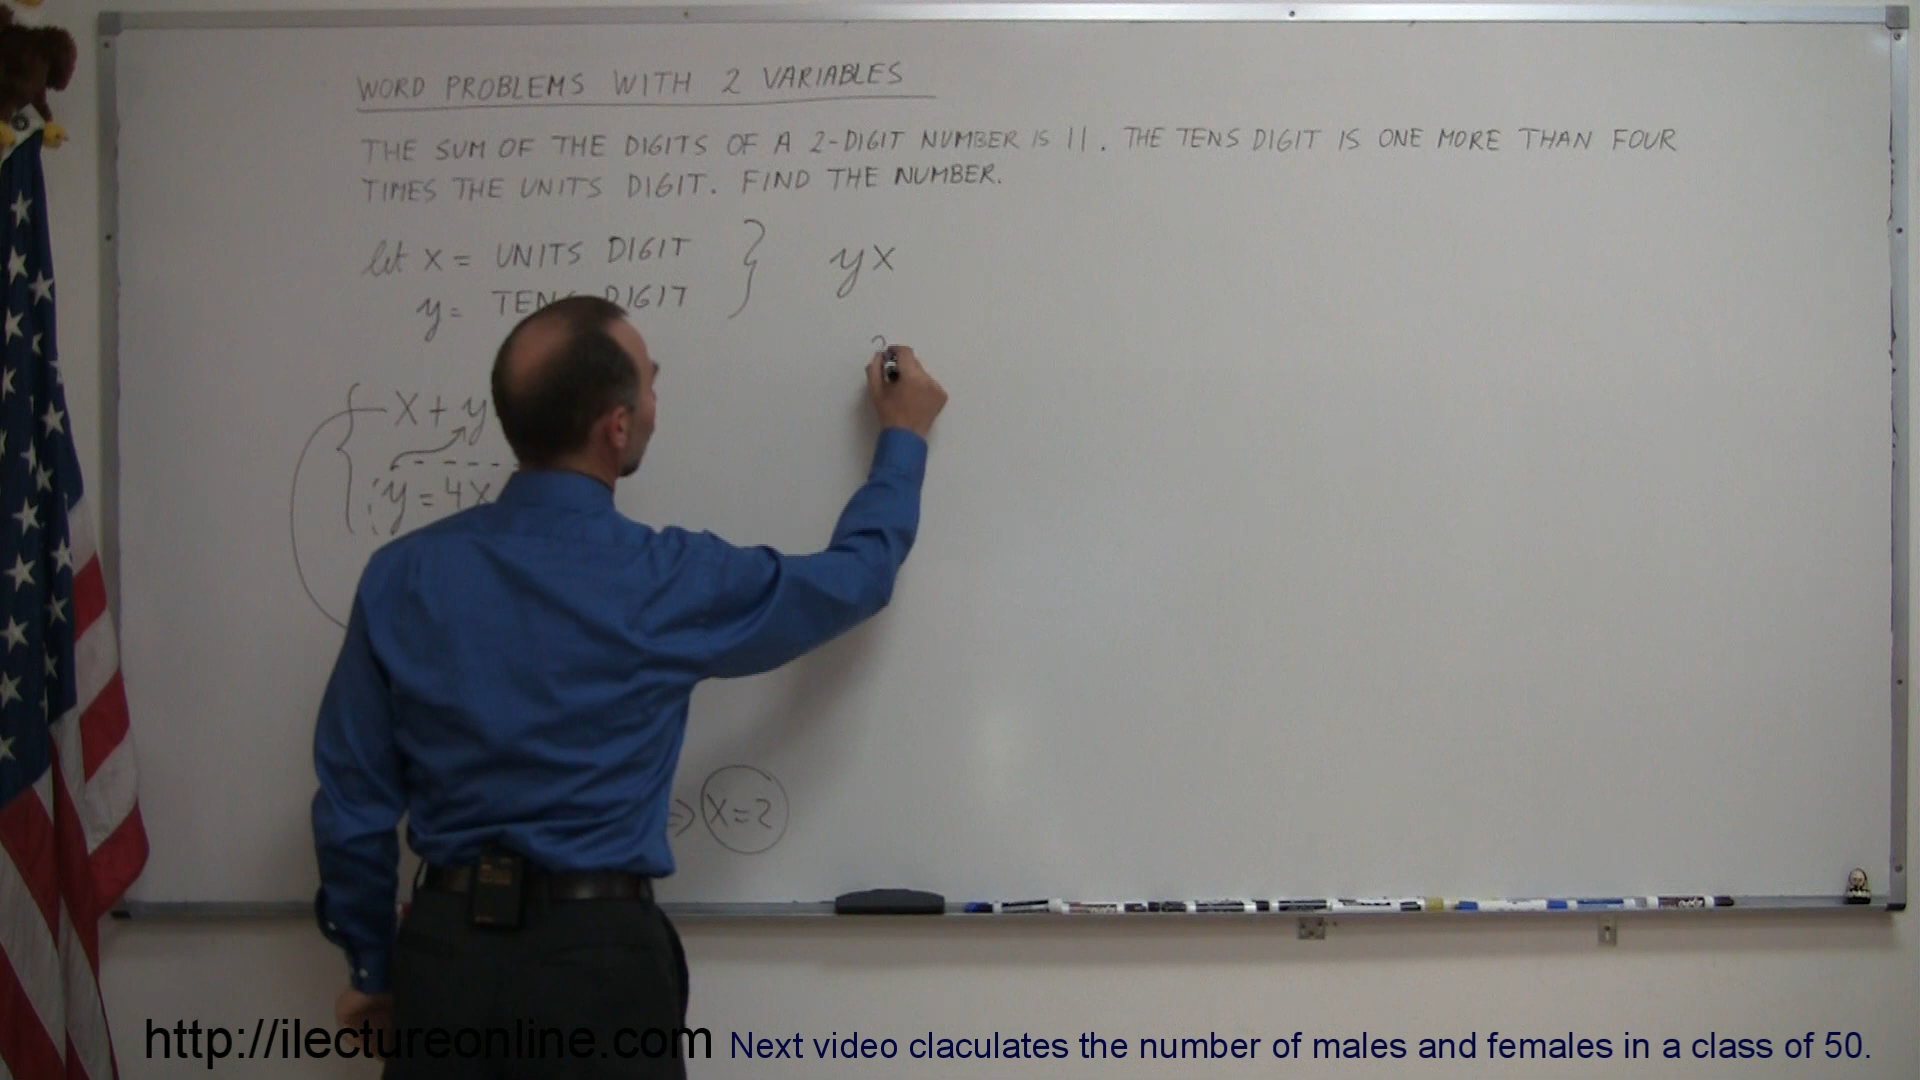 WORD PROBLEMS WITH 2 VARIABLES
THE SUM OF THE DIGITS OF A 2-DIGIT NUMBER IS 11. THE TENS DIGIT IS ONE MORE THAN FOUR
TIMES THE UNITS DIGIT. FIND THE NUMBER.
let x = UNITS DIGIT } yx
y = TENS DIGIT
2
x + y
y = 4x
⇒ x = 2
http://ilectureonline.com Next video claculates the number of males and females in a class of 50.